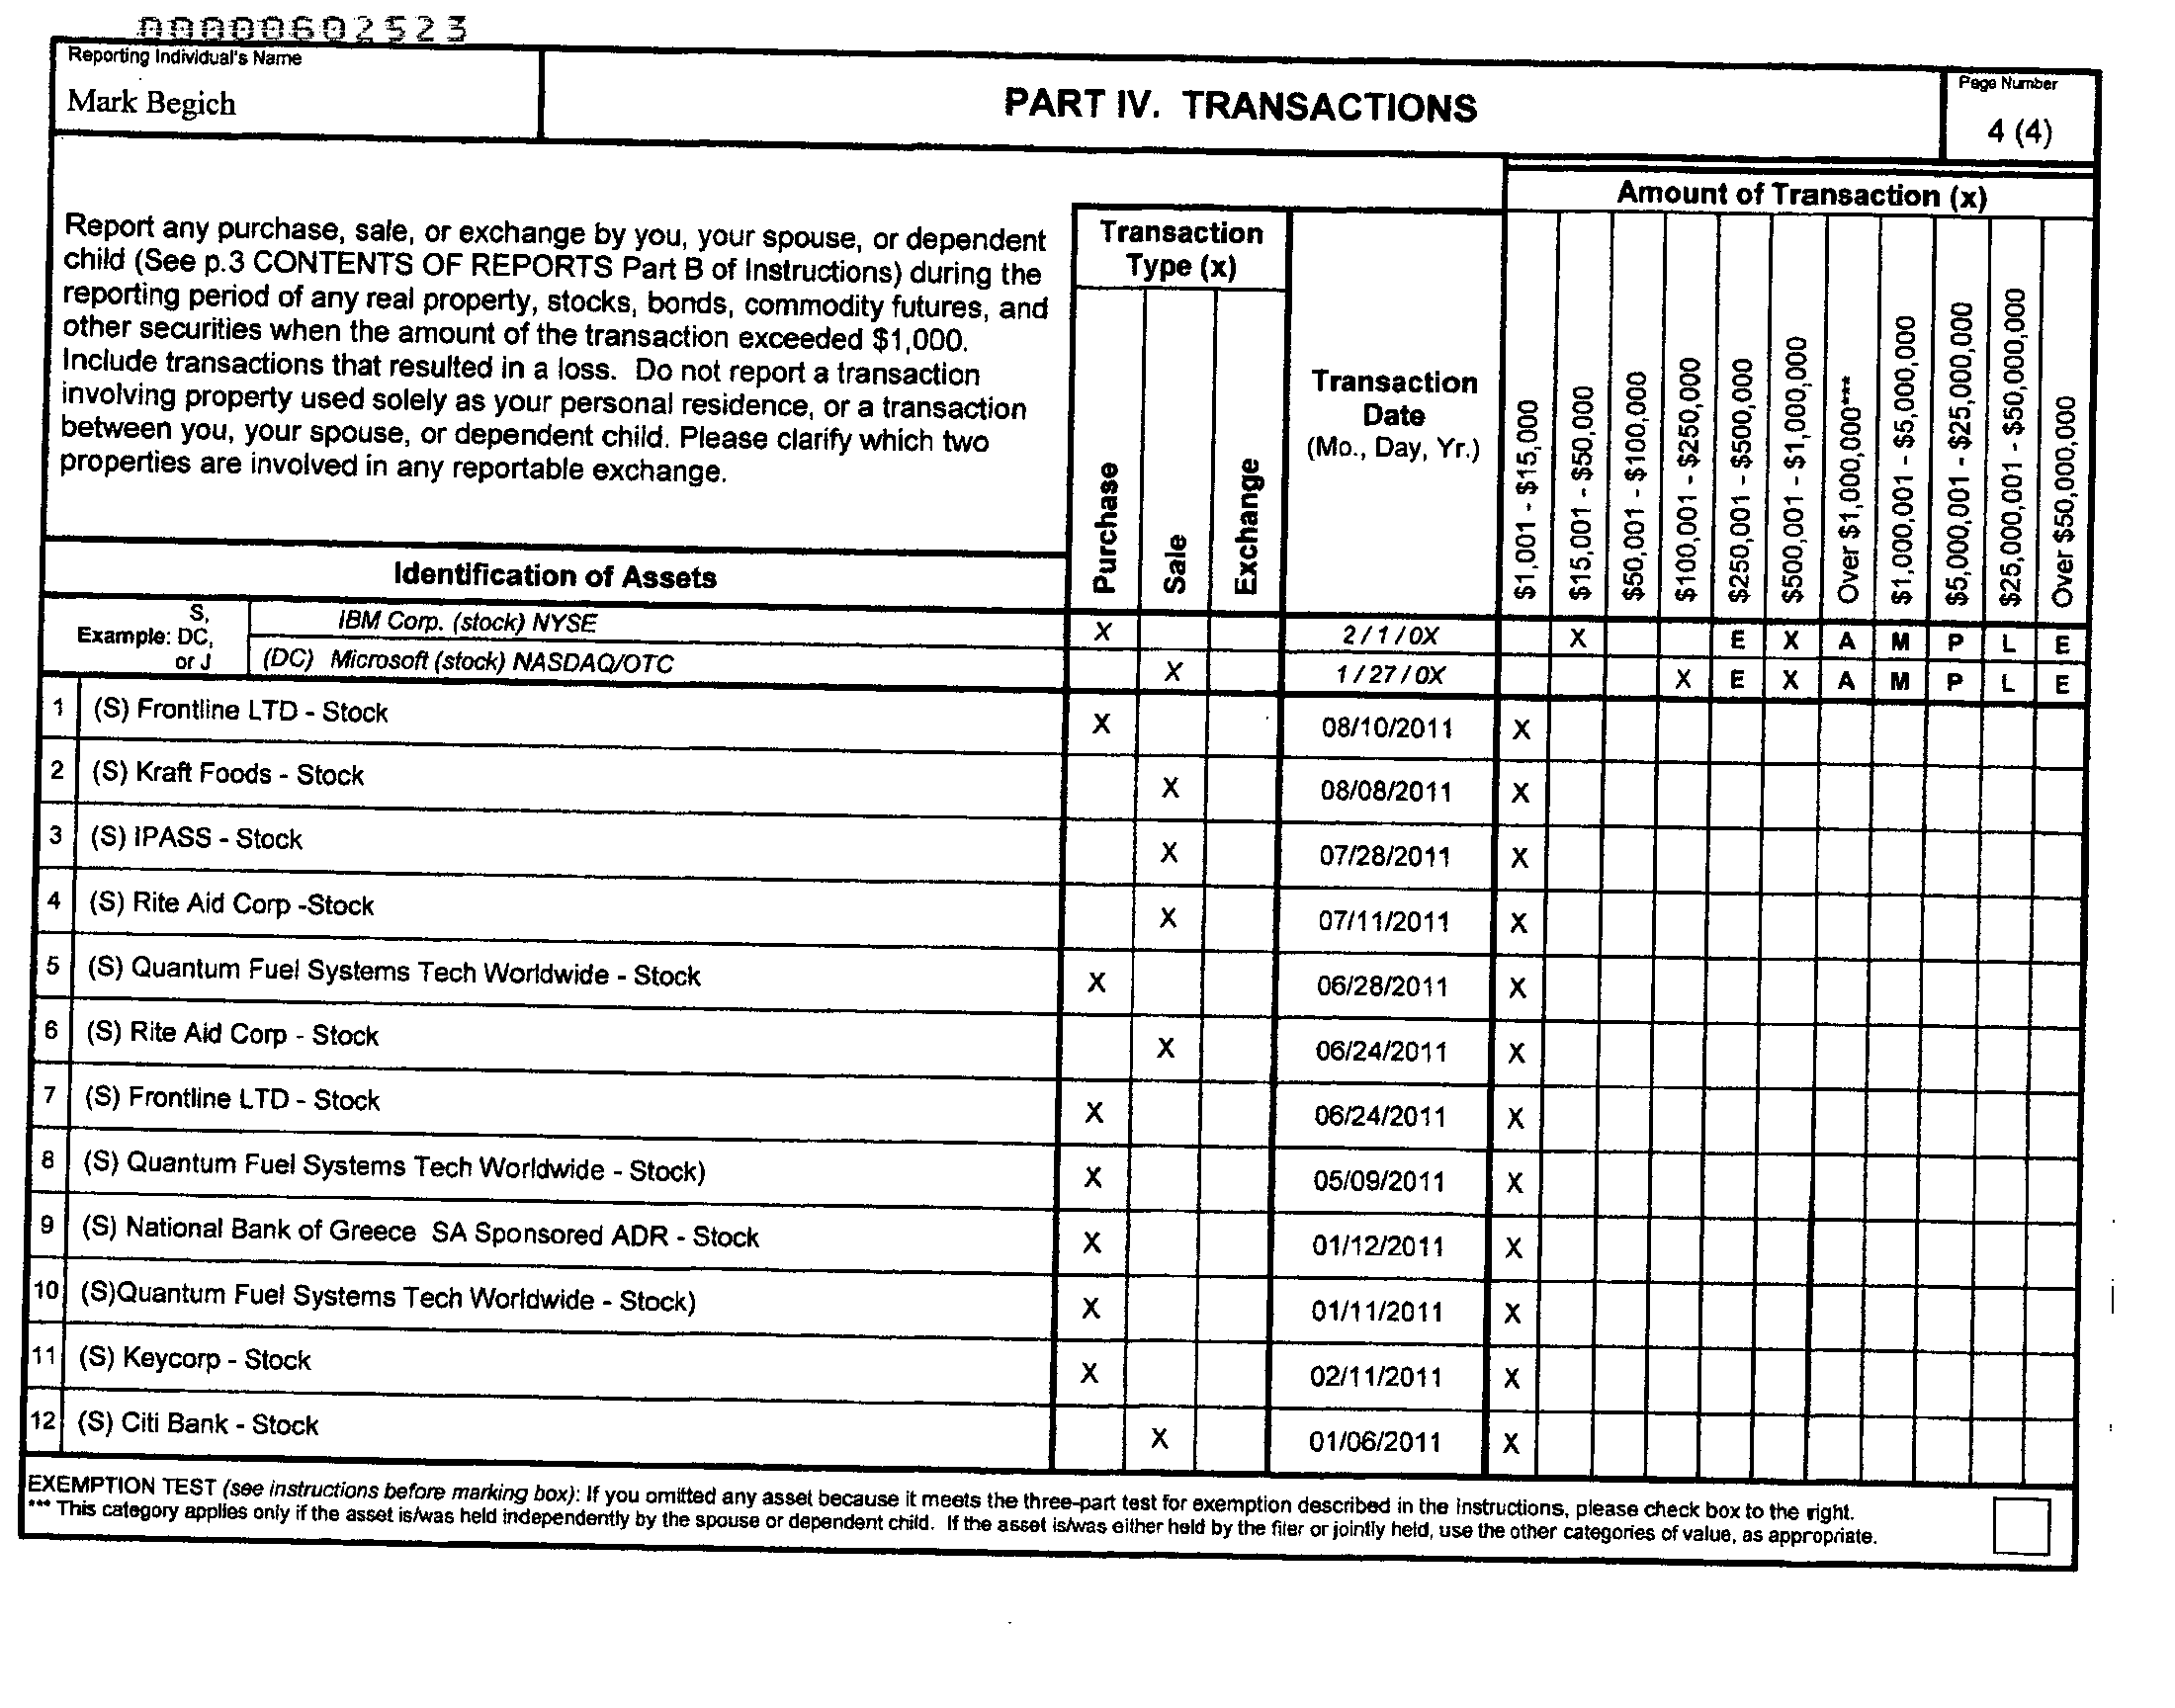 00000602523
Reporting Individual's Name
Mark Begich
PART IV. TRANSACTIONS
Page Number
4 (4)
Report any purchase, sale, or exchange by you, your spouse, or dependent
child (See p.3 CONTENTS OF REPORTS Part B of Instructions) during the
reporting period of any real property, stocks, bonds, commodity futures, and
other securities when the amount of the transaction exceeded $1,000.
Include transactions that resulted in a loss. Do not report a transaction
involving property used solely as your personal residence, or a transaction
between you, your spouse, or dependent child. Please clarify which two
properties are involved in any reportable exchange.
Identification of Assets
Transaction
Type (x)
Purchase
Sale
Exchange
Transaction
Date
(Mo., Day, Yr.)
Amount of Transaction (x)
$1,001 - $15,000
$15,001 - $50,000
$50,001 - $100,000
$100,001 - $250,000
$250,001 - $500,000
$500,001 - $1,000,000
Over $1,000,000***
$1,000,001 - $5,000,000
$5,000,001 - $25,000,000
$25,000,001 - $50,000,000
Over $50,000,000
Example: S,
DC,
or J
IBM Corp. (stock) NYSE X 2 / 1 / 0X X E X A M P L E
(DC) Microsoft (stock) NASDAQ/OTC X 1 / 27 / 0X X E X A M P L E
1 (S) Frontline LTD - Stock X 08/10/2011 X
2 (S) Kraft Foods - Stock X 08/08/2011 X
3 (S) IPASS - Stock X 07/28/2011 X
4 (S) Rite Aid Corp -Stock X 07/11/2011 X
5 (S) Quantum Fuel Systems Tech Worldwide - Stock X 06/28/2011 X
6 (S) Rite Aid Corp - Stock X 06/24/2011 X
7 (S) Frontline LTD - Stock X 06/24/2011 X
8 (S) Quantum Fuel Systems Tech Worldwide - Stock) X 05/09/2011 X
9 (S) National Bank of Greece SA Sponsored ADR - Stock X 01/12/2011 X
10 (S)Quantum Fuel Systems Tech Worldwide - Stock) X 01/11/2011 X
11 (S) Keycorp - Stock X 02/11/2011 X
12 (S) Citi Bank - Stock X 01/06/2011 X
EXEMPTION TEST (see instructions before marking box): If you omitted any asset because it meets the three-part test for exemption described in the instructions, please check box to the right.
*** This category applies only if the asset is/was held independently by the spouse or dependent child. If the asset is/was either held by the filer or jointly held, use the other categories of value, as appropriate.